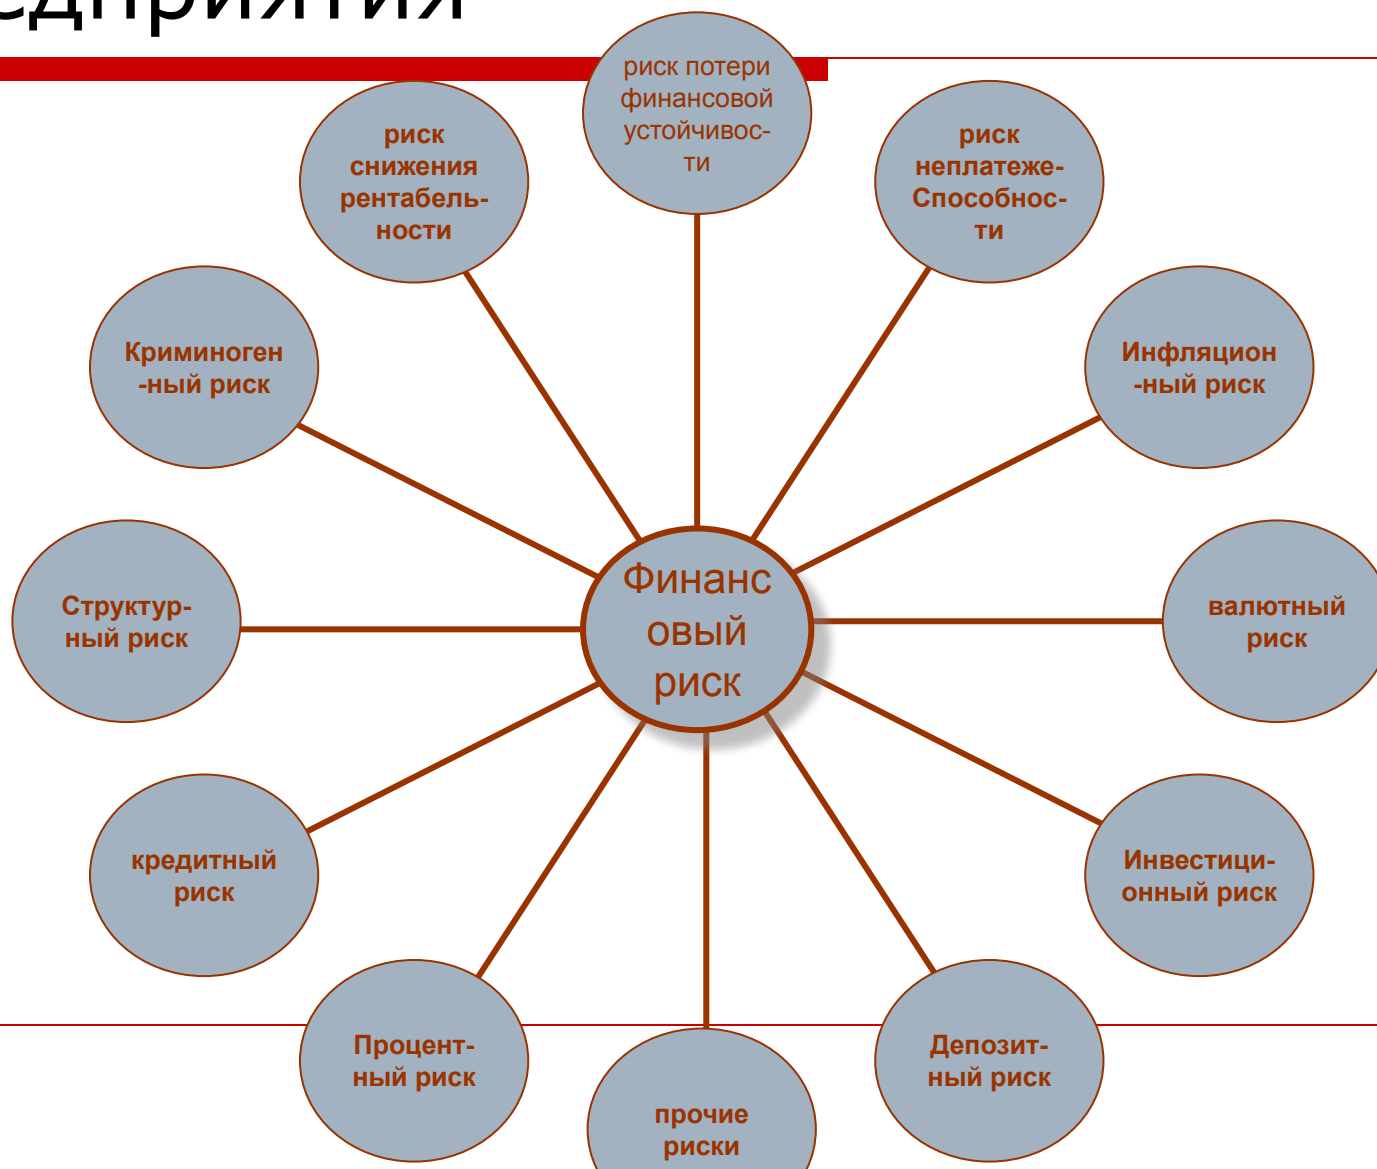 едприятия
риск потери
финансовой
устойчивос-
ти
риск
снижения
рентабель-
ности
риск
неплатеже-
Способнос-
ти
Криминоген
-ный риск
Инфляцион
-ный риск
Финанс
овый
риск
Структур-
ный риск
валютный
риск
кредитный
риск
Инвестици-
онный риск
Процент-
ный риск
Депозит-
ный риск
прочие
риски